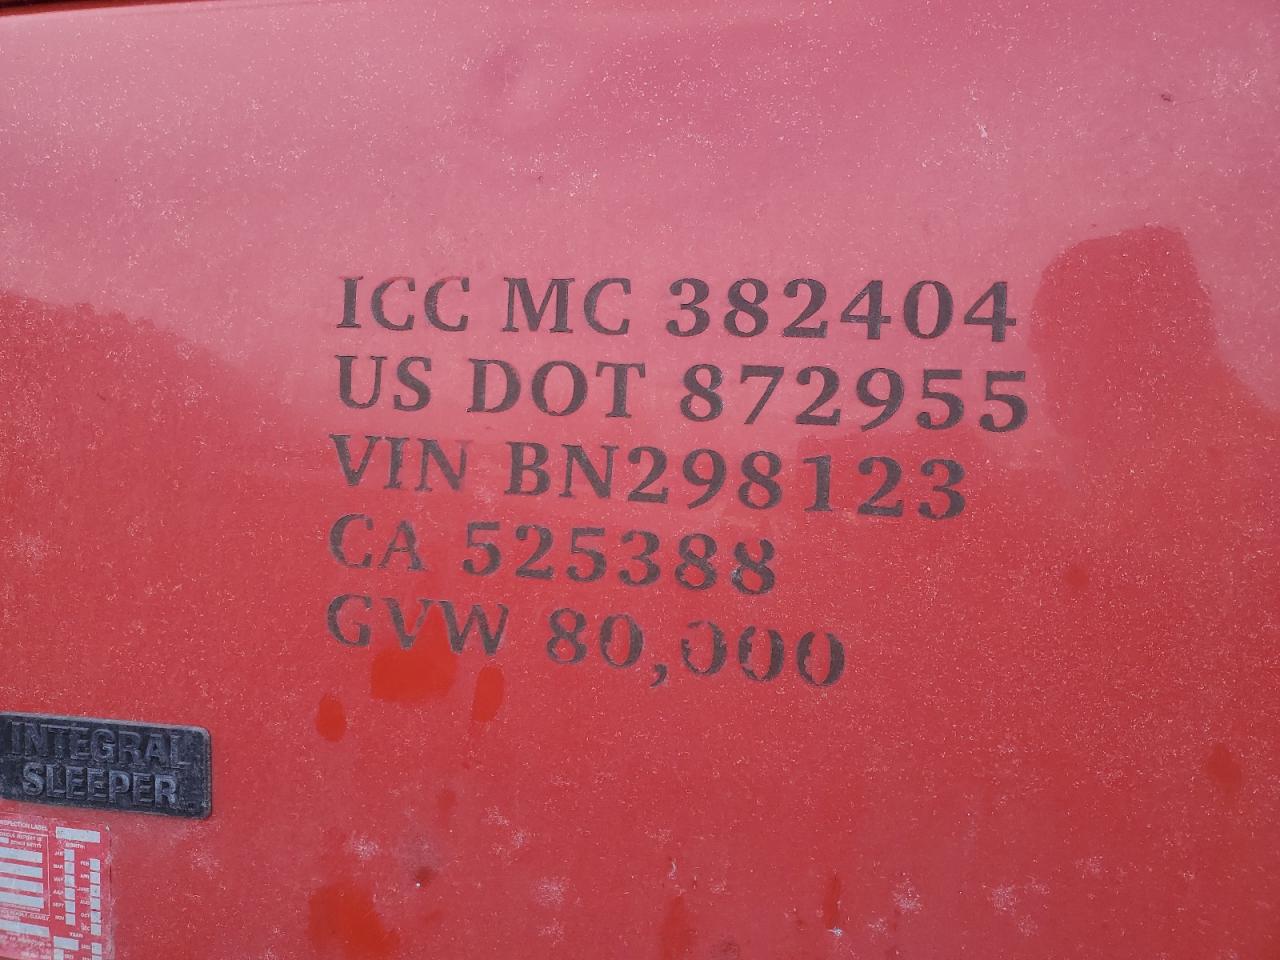 ICC MC 382404
US DOT 872955
VIN BN298123
CA 525388
GVW 80,000
INTEGRAL
SLEEPER